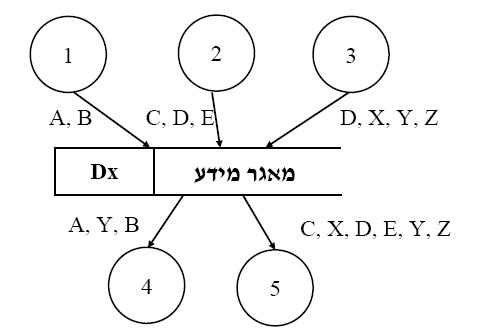 1
2
3
A, B
C, D, E
D, X, Y, Z
Dx
מאגר מידע
A, Y, B
C, X, D, E, Y, Z
4
5